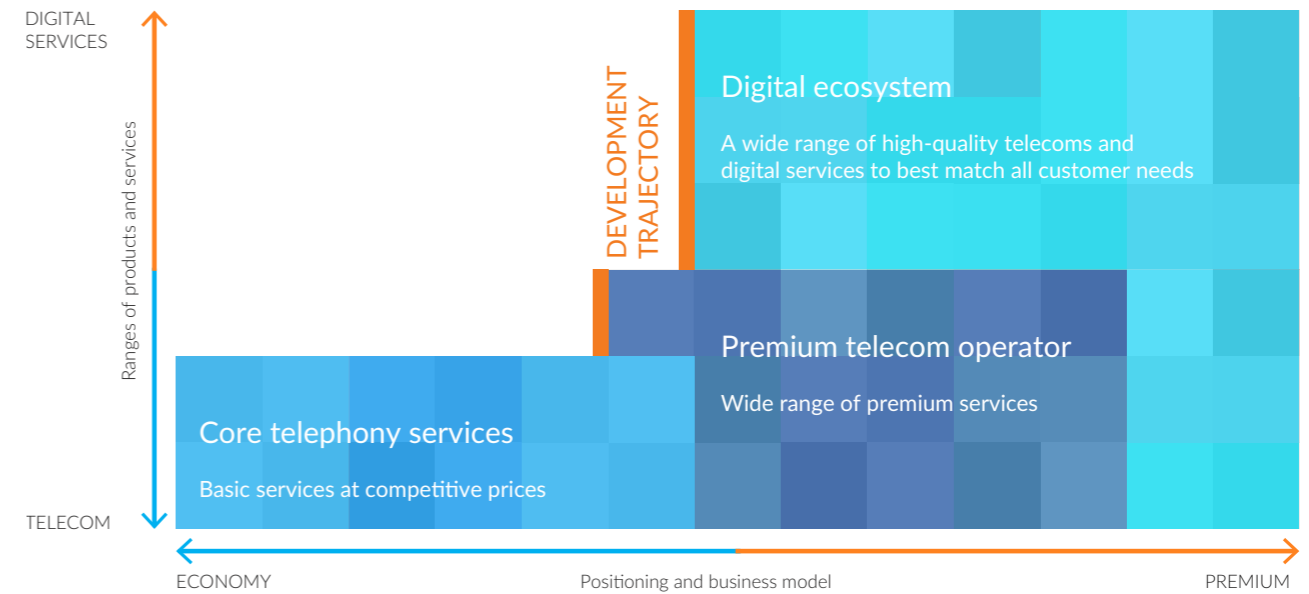 DIGITAL
SERVICES
Ranges of products and services
TELECOM
DEVELOPMENT
TRAJECTORY
Digital ecosystem
A wide range of high-quality telecoms and
digital services to best match all customer needs
Premium telecom operator
Wide range of premium services
Core telephony services
Basic services at competitive prices
ECONOMY
Positioning and business model
PREMIUM